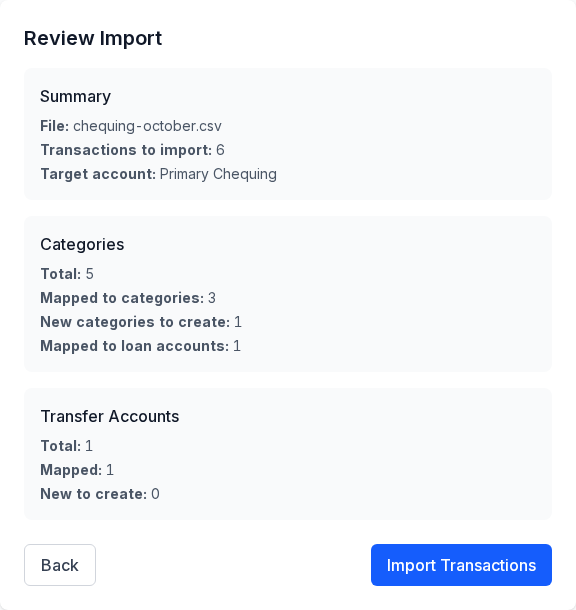 Review Import
Summary
File: chequing-october.csv
Transactions to import: 6
Target account: Primary Chequing
Categories
Total: 5
Mapped to categories: 3
New categories to create: 1
Mapped to loan accounts: 1
Transfer Accounts
Total: 1
Mapped: 1
New to create: 0
Back
Import Transactions